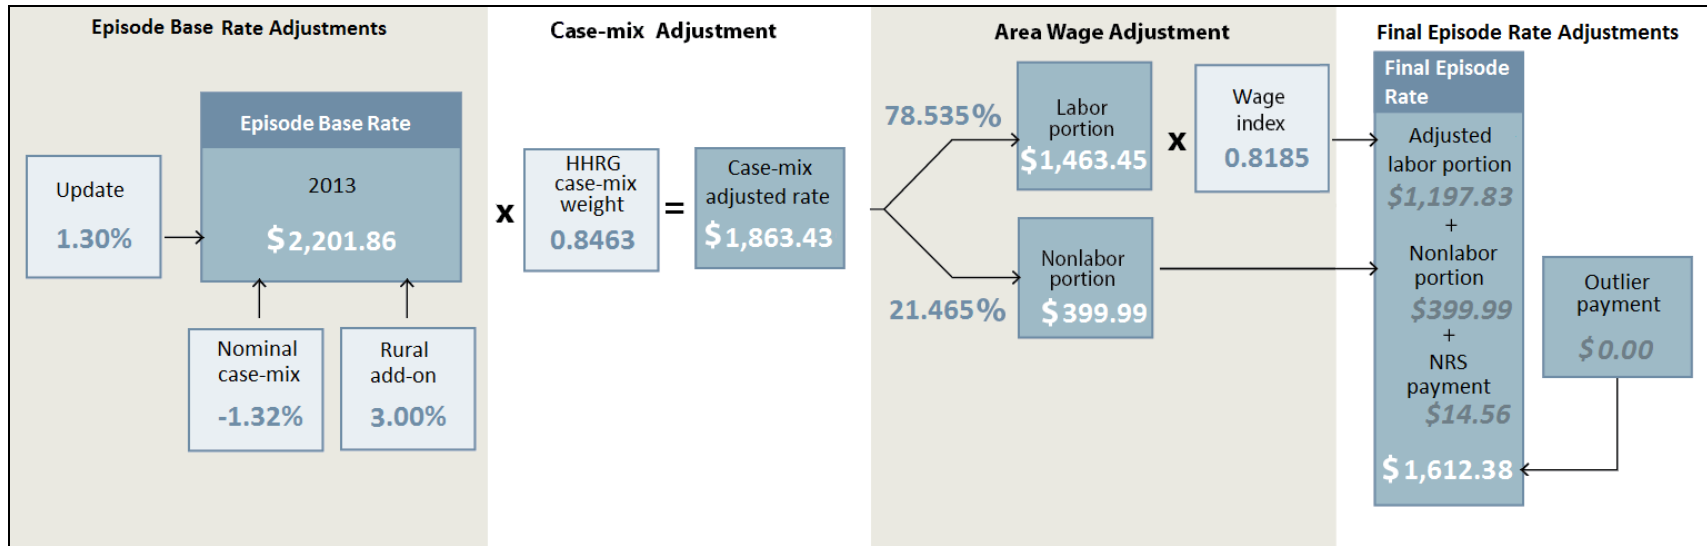 Episode Base Rate Adjustments
Update
1.30%
Episode Base Rate
2013
$2,201.86
Nominal
case-mix
-1.32%
Rural
add-on
3.00%
Case-mix Adjustment
x
HHRG
case-mix
weight
0.8463
=
Case-mix
adjusted rate
$1,863.43
Area Wage Adjustment
78.535%
Labor
portion
$1,463.45
x
Wage
index
0.8185
21.465%
Nonlabor
portion
$399.99
Final Episode Rate Adjustments
Final Episode
Rate
Adjusted
labor portion
$1,197.83
+
Nonlabor
portion
$399.99
+
NRS
payment
$14.56
$1,612.38
Outlier
payment
$0.00